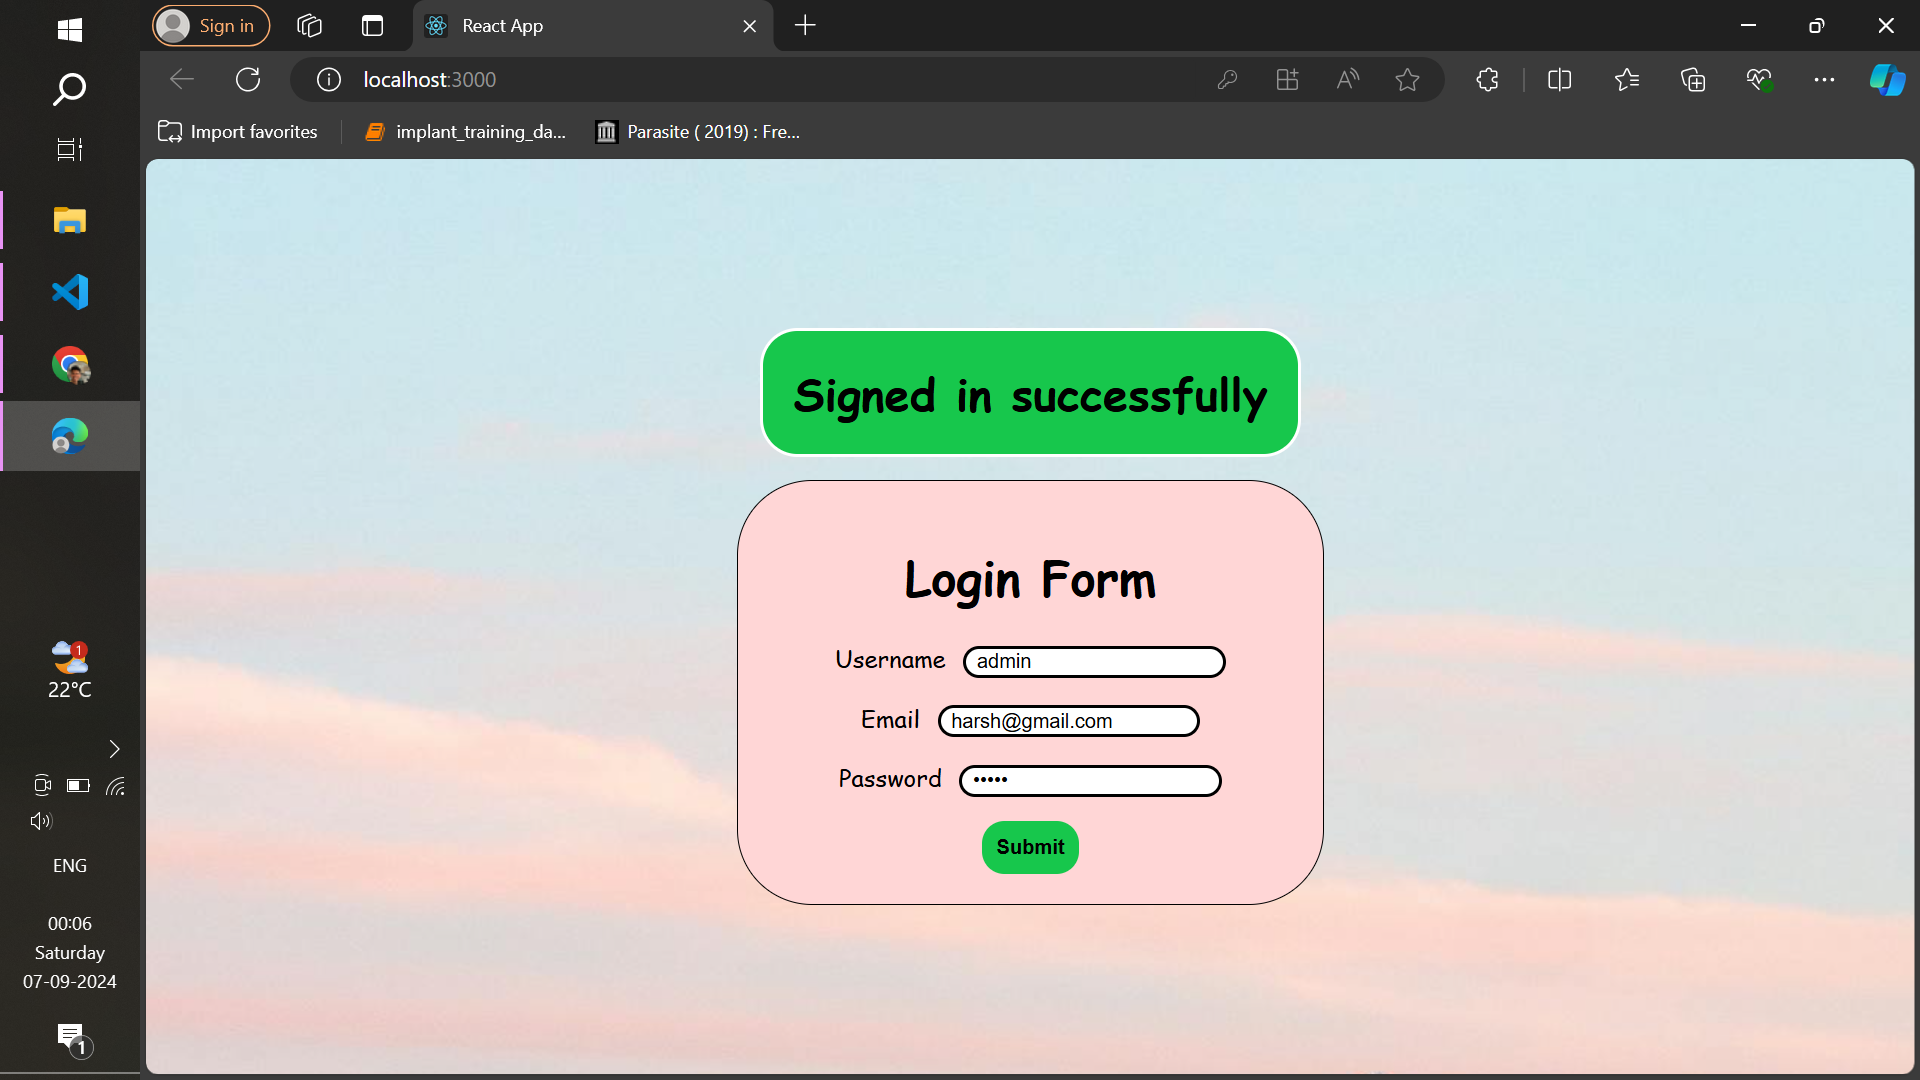 Sign in
React App
localhost:3000
Import favorites
implant_training_da...
Parasite ( 2019) : Fre...
Signed in successfully
Login Form
Username admin
Email harsh@gmail.com
Password •••••
Submit
1
22°C
ENG
00:06
Saturday
07-09-2024
1